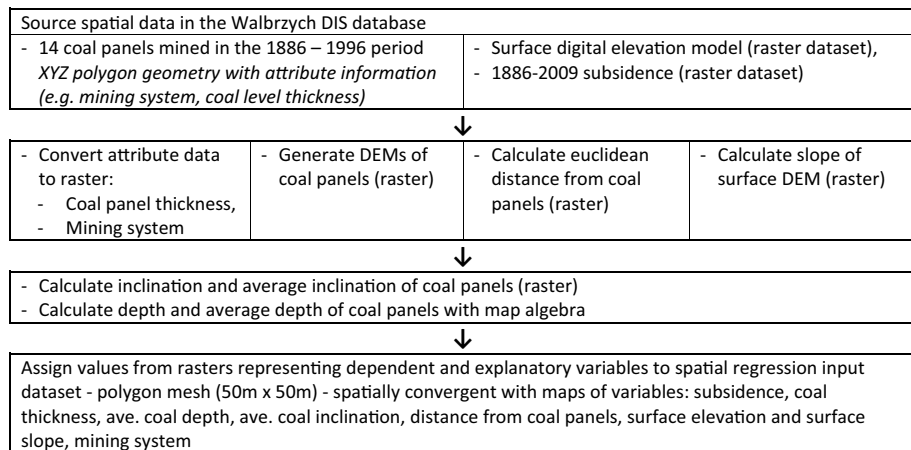 Source spatial data in the Walbrzych DIS database
- 14 coal panels mined in the 1886 – 1996 period
XYZ polygon geometry with attribute information
(e.g. mining system, coal level thickness)
- Surface digital elevation model (raster dataset),
- 1886-2009 subsidence (raster dataset)
- Convert attribute data
to raster:
- Coal panel thickness,
- Mining system
- Generate DEMs of
coal panels (raster)
- Calculate euclidean
distance from coal
panels (raster)
- Calculate slope of
surface DEM (raster)
- Calculate inclination and average inclination of coal panels (raster)
- Calculate depth and average depth of coal panels with map algebra
Assign values from rasters representing dependent and explanatory variables to spatial regression input
dataset - polygon mesh (50m x 50m) - spatially convergent with maps of variables: subsidence, coal
thickness, ave. coal depth, ave. coal inclination, distance from coal panels, surface elevation and surface
slope, mining system